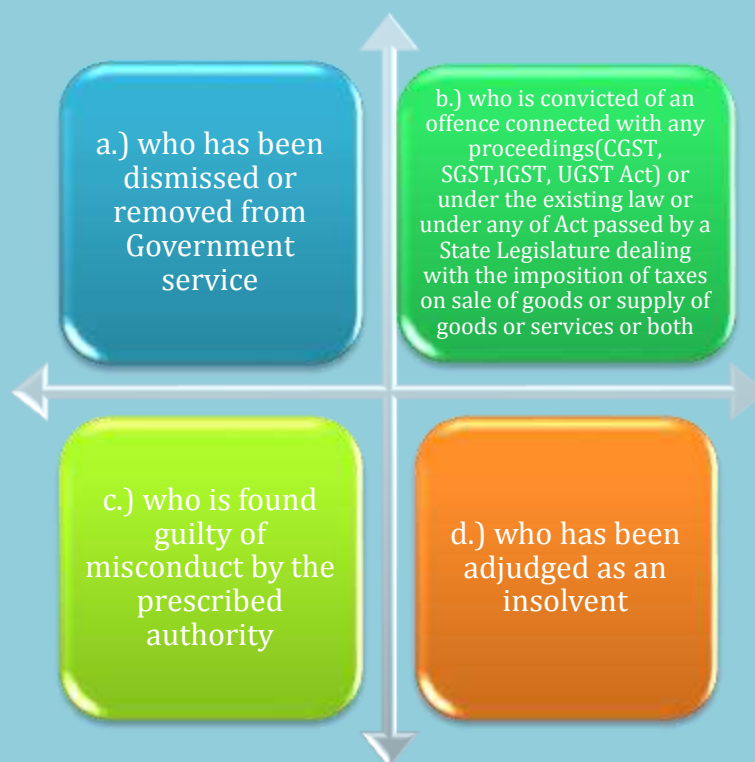 a.) who has been
dismissed or
removed from
Government
service
b.) who is convicted of an
offence connected with any
proceedings(CGST,
SGST,IGST, UGST Act) or
under the existing law or
under any of Act passed by a
State Legislature dealing
with the imposition of taxes
on sale of goods or supply of
goods or services or both
c.) who is found
guilty of
misconduct by the
prescribed
authority
d.) who has been
adjudged as an
insolvent